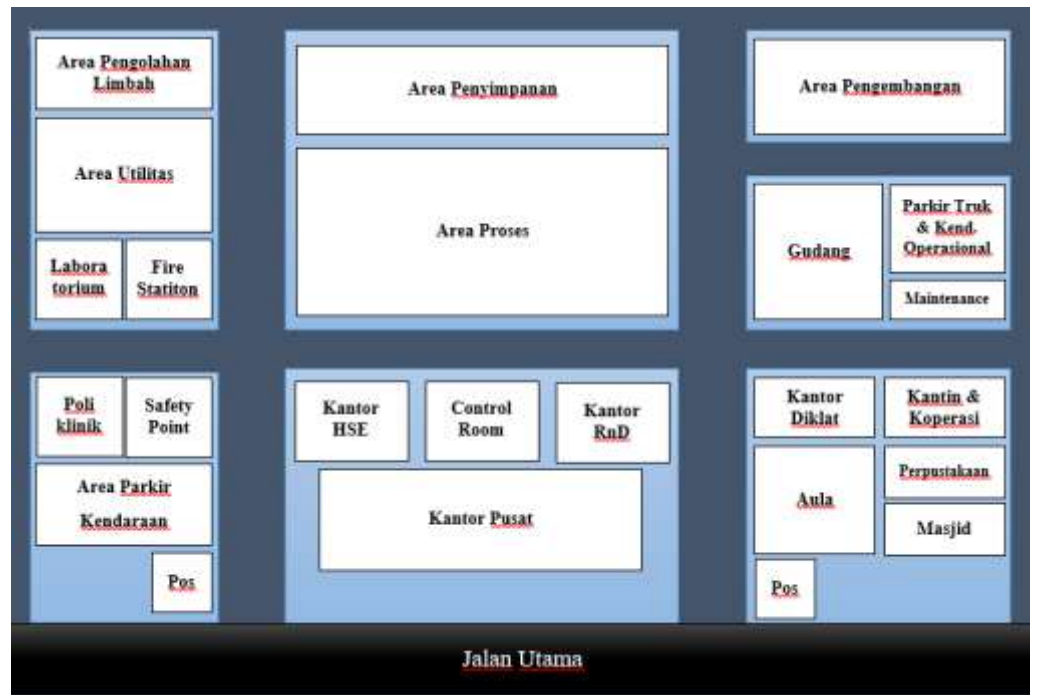 Area Pengolahan
Limbah
Area Utilitas
Labora
torium
Fire
Statiton
Area Penyimpanan
Area Proses
Area Pengembangan
Gudang
Parkir Truk
& Kend.
Operasional
Maintenance
Poli
klinik
Safety
Point
Area Parkir
Kendaraan
Pos
Kantor
HSE
Control
Room
Kantor
RnD
Kantor Pusat
Kantor
Diklat
Kantin &
Koperasi
Aula
Perpustakaan
Masjid
Pos
Jalan Utama